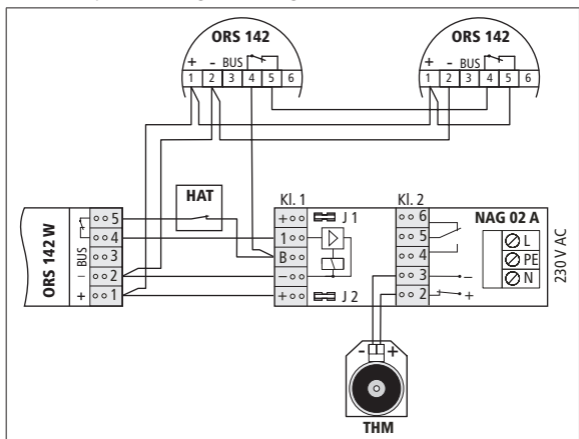 ORS 142
+ - BUS
1 2 3 4 5 6
ORS 142
+ - BUS
1 2 3 4 5 6
ORS 142 W
+ - BUS
5
4
3
2
1
HAT
Kl. 1
+
1
B
-
+
J 1
J 2
Kl. 2
6
5
4
3
2
-
+
NAG 02 A
L
PE
N
230 V AC
- +
THM